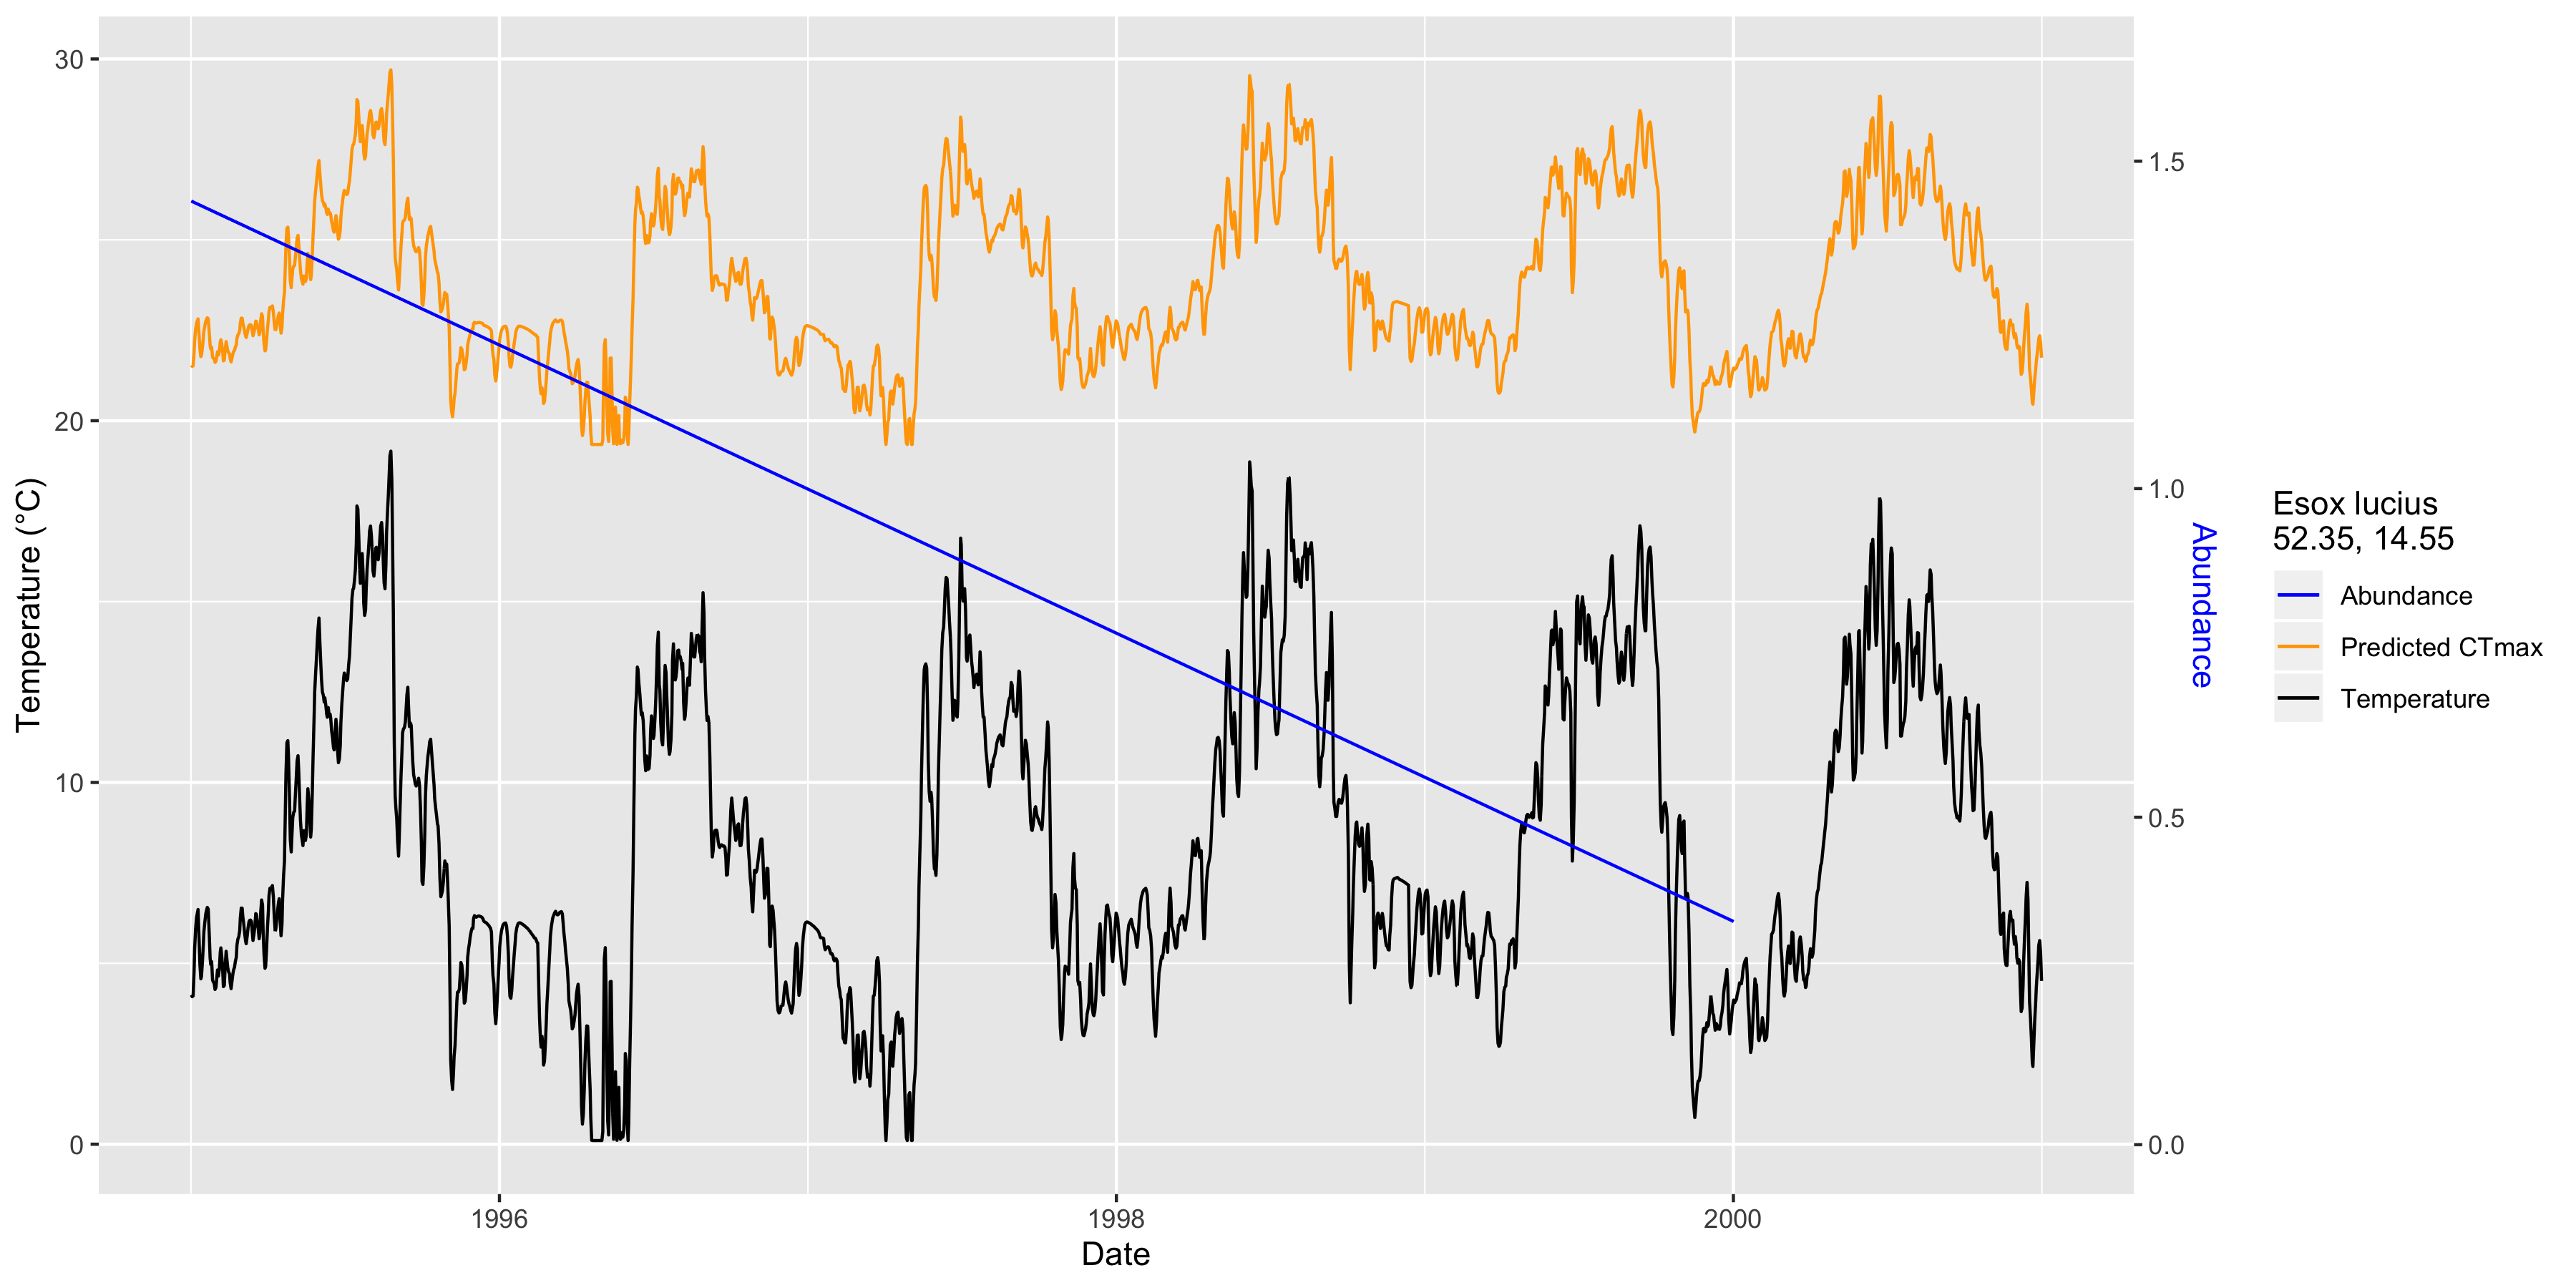 30
20
10
0
Temperature (°C)
1.5
1.0
0.5
0.0
Abundance
1996
1998
2000
Date
Esox lucius
52.35, 14.55
Abundance
Predicted CTmax
Temperature